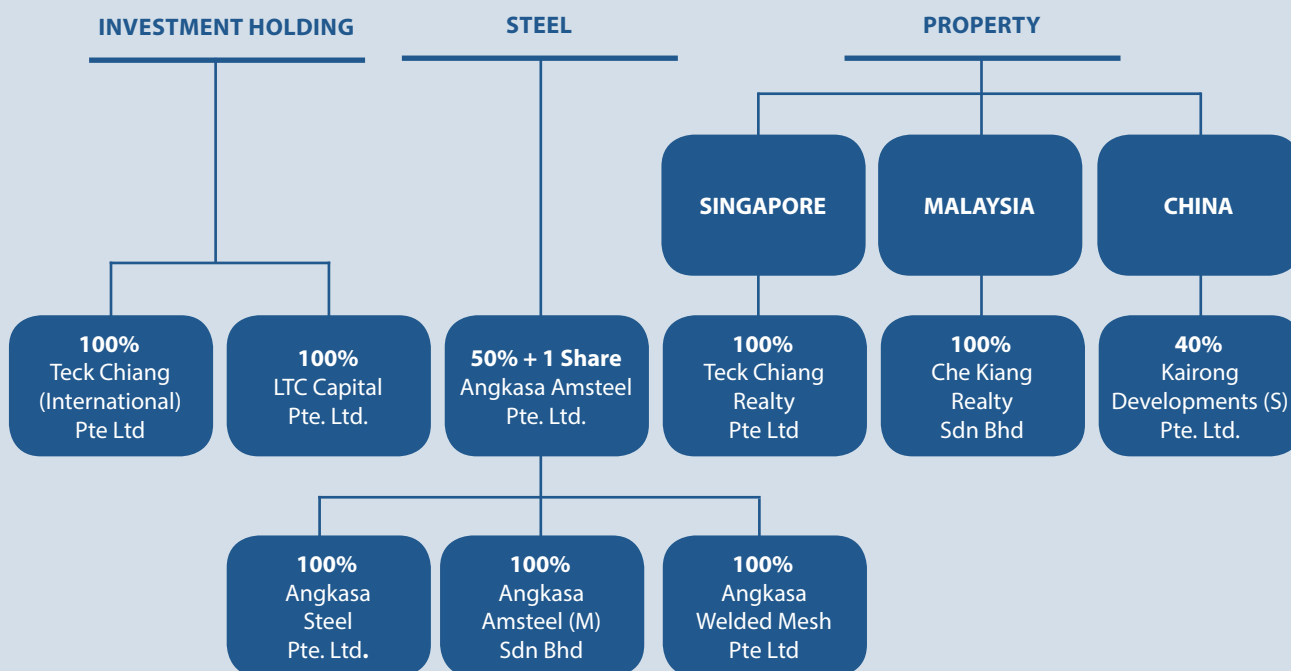 INVESTMENT HOLDING
STEEL
PROPERTY
SINGAPORE
MALAYSIA
CHINA
100%
Teck Chiang
(International)
Pte Ltd
100%
LTC Capital
Pte. Ltd.
50% + 1 Share
Angkasa Amsteel
Pte. Ltd.
100%
Teck Chiang
Realty
Pte Ltd
100%
Che Kiang
Realty
Sdn Bhd
40%
Kairong
Developments (S)
Pte. Ltd.
100%
Angkasa
Steel
Pte. Ltd.
100%
Angkasa
Amsteel (M)
Sdn Bhd
100%
Angkasa
Welded Mesh
Pte Ltd